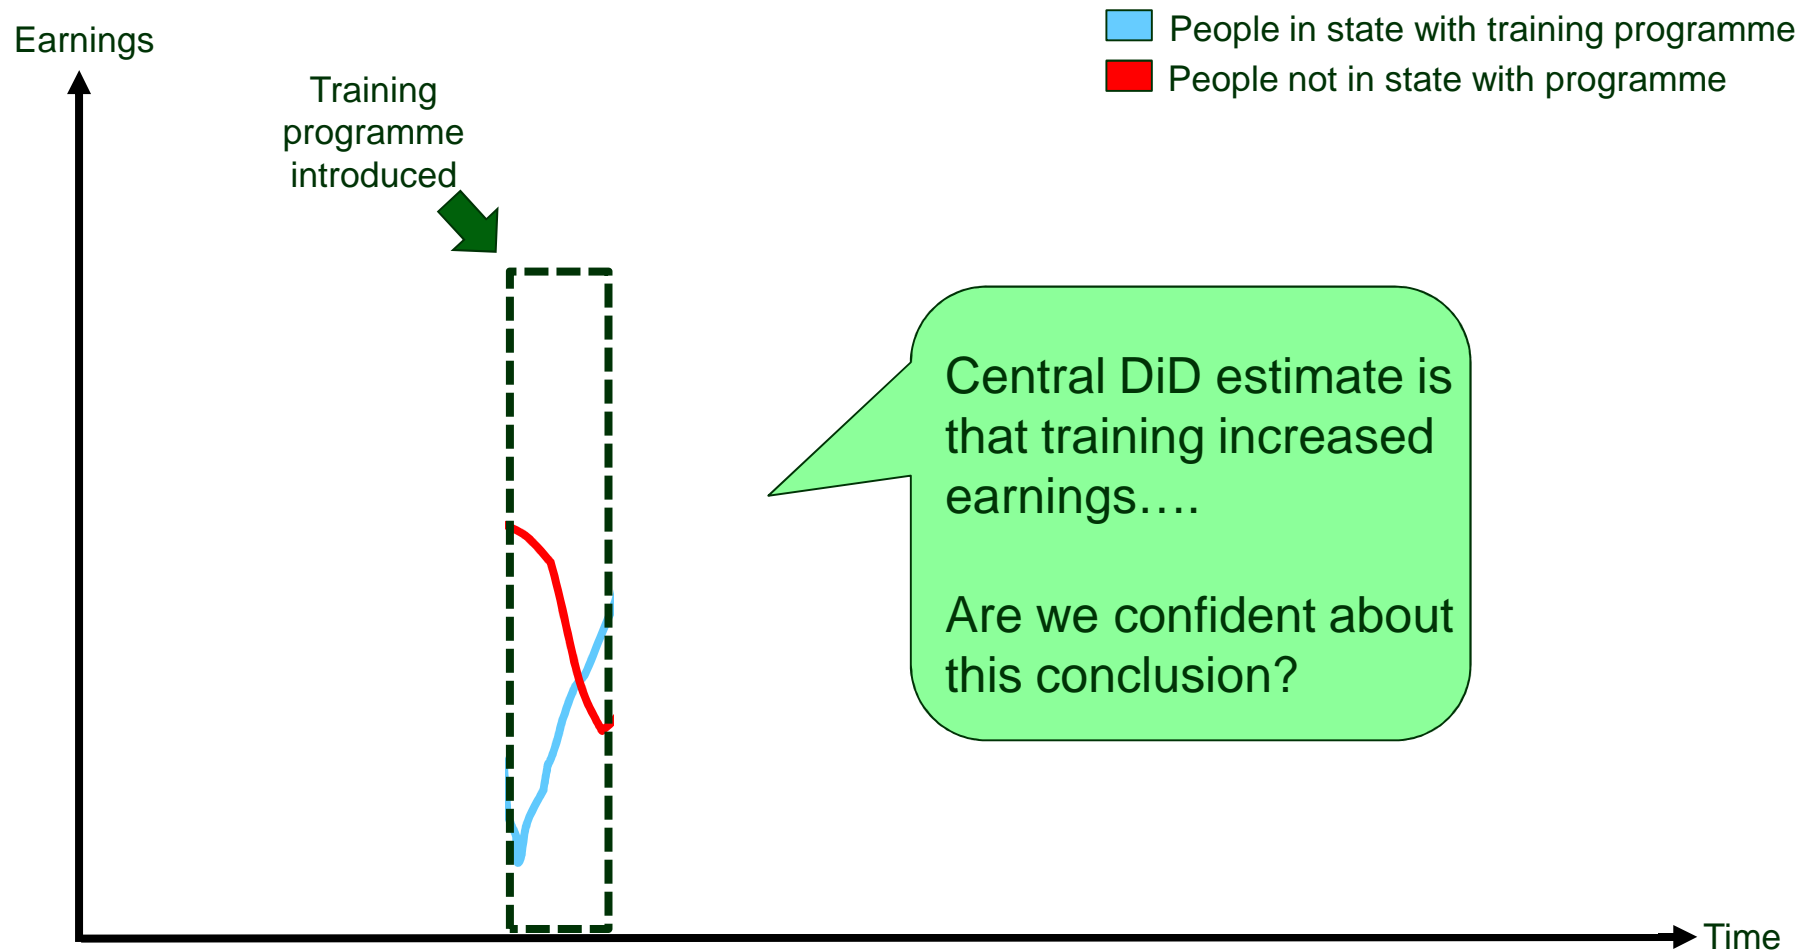 Earnings
People in state with training programme
People not in state with programme
Training
programme
introduced
Central DiD estimate is
that training increased
earnings….
Are we confident about
this conclusion?
Time